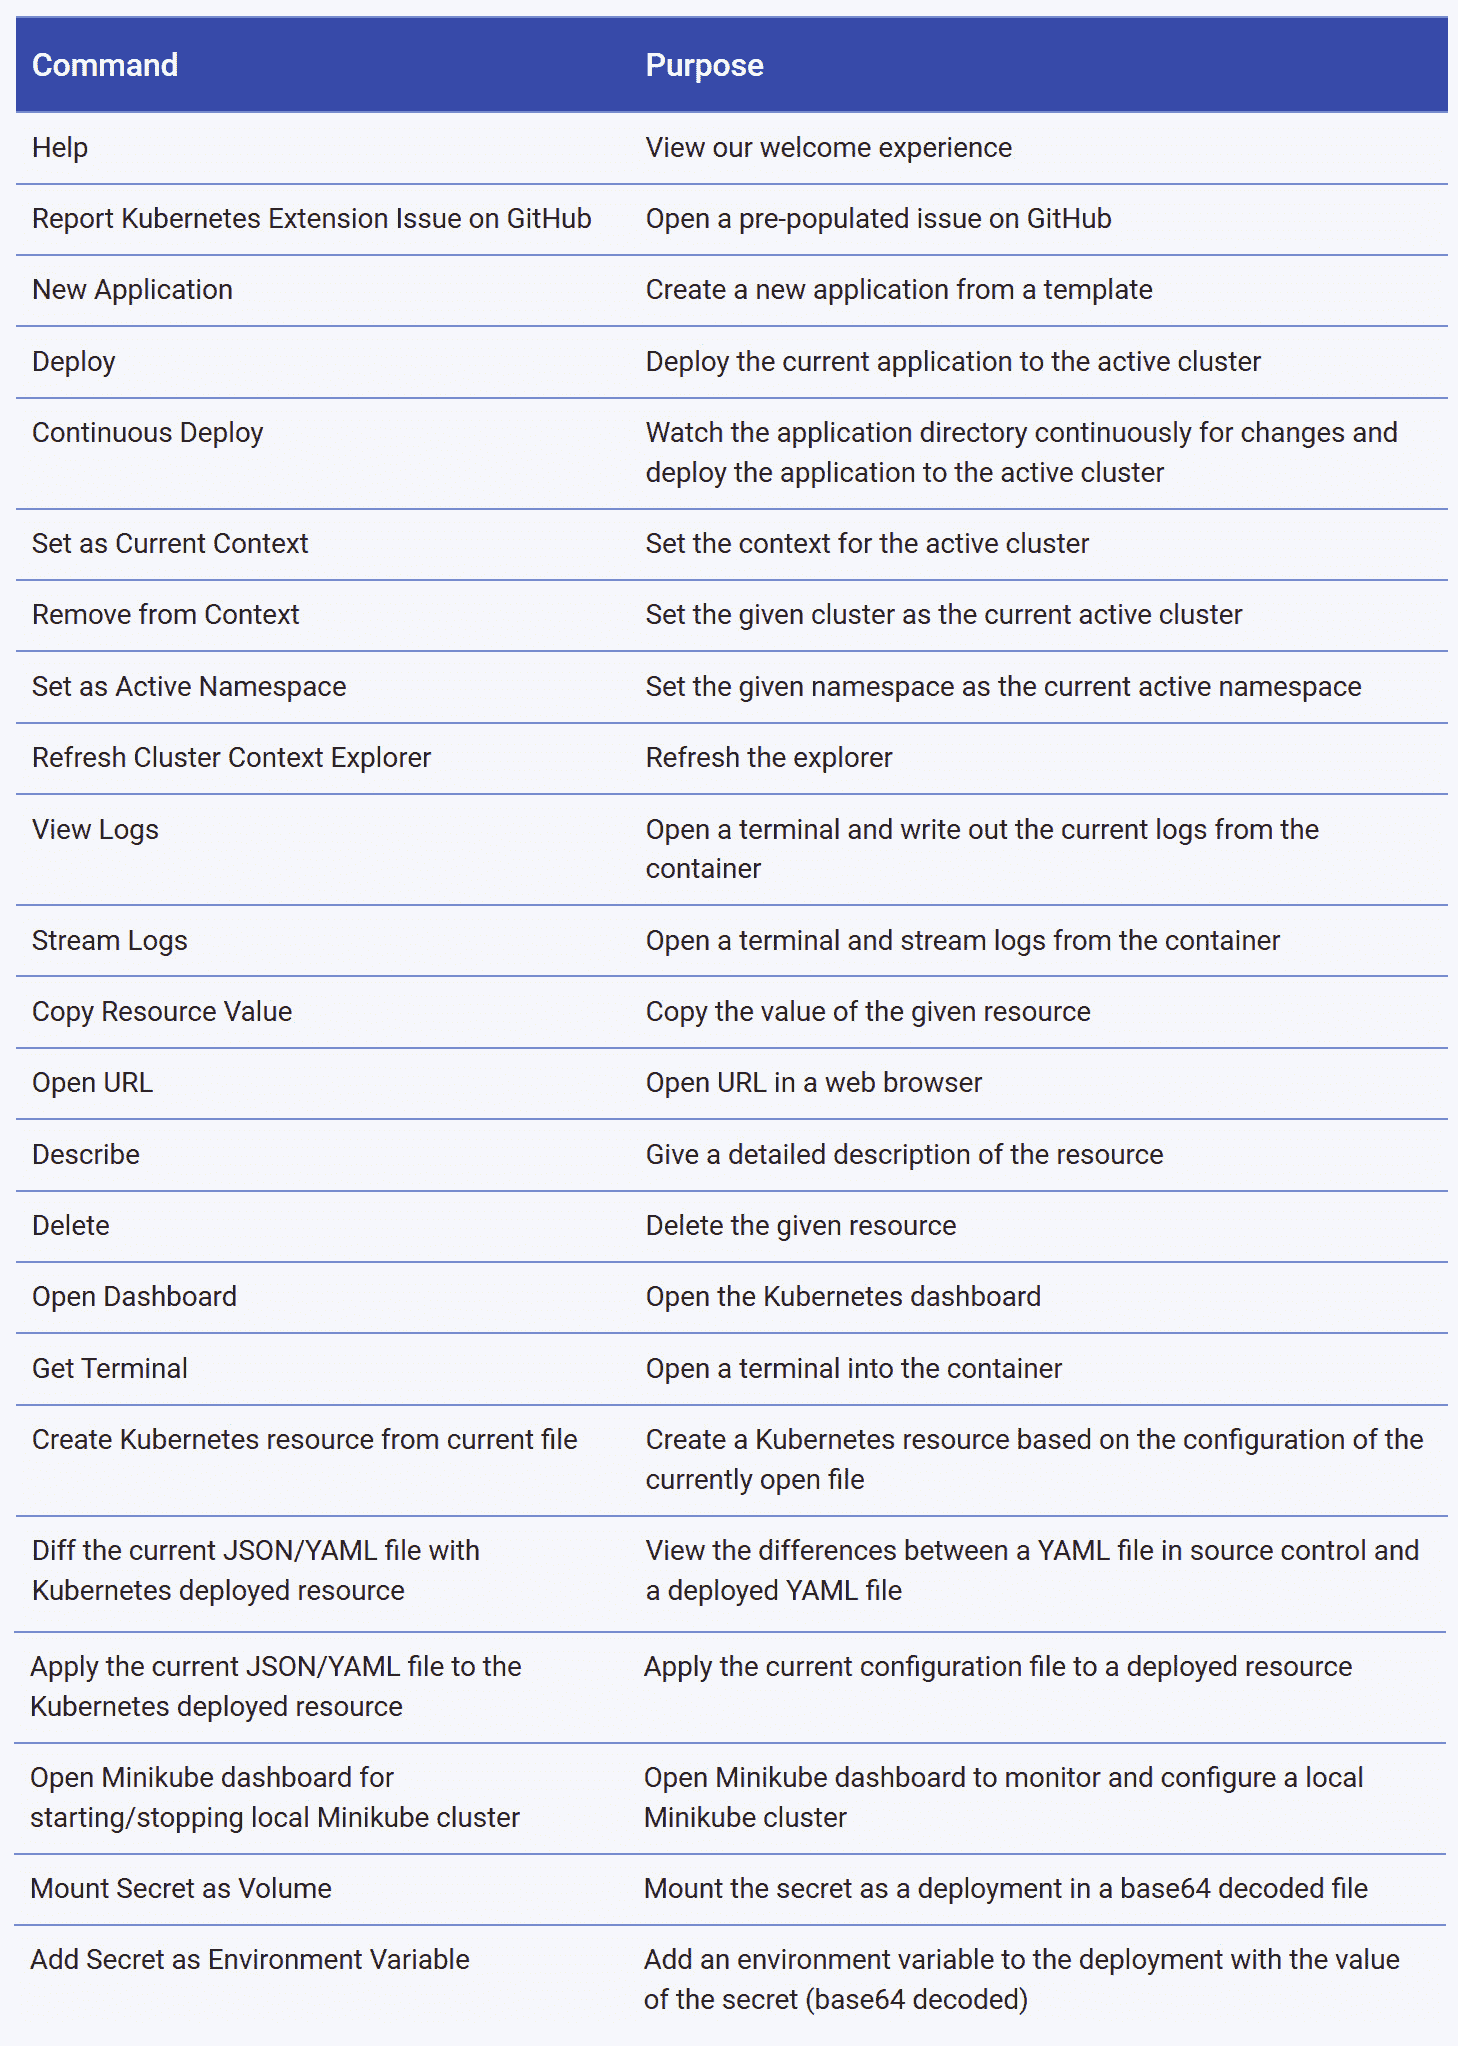 Command Purpose
Help View our welcome experience
Report Kubernetes Extension Issue on GitHub Open a pre-populated issue on GitHub
New Application Create a new application from a template
Deploy Deploy the current application to the active cluster
Continuous Deploy Watch the application directory continuously for changes and
deploy the application to the active cluster
Set as Current Context Set the context for the active cluster
Remove from Context Set the given cluster as the current active cluster
Set as Active Namespace Set the given namespace as the current active namespace
Refresh Cluster Context Explorer Refresh the explorer
View Logs Open a terminal and write out the current logs from the
container
Stream Logs Open a terminal and stream logs from the container
Copy Resource Value Copy the value of the given resource
Open URL Open URL in a web browser
Describe Give a detailed description of the resource
Delete Delete the given resource
Open Dashboard Open the Kubernetes dashboard
Get Terminal Open a terminal into the container
Create Kubernetes resource from current file Create a Kubernetes resource based on the configuration of the
currently open file
Diff the current JSON/YAML file with View the differences between a YAML file in source control and
Kubernetes deployed resource a deployed YAML file
Apply the current JSON/YAML file to the Apply the current configuration file to a deployed resource
Kubernetes deployed resource
Open Minikube dashboard for Open Minikube dashboard to monitor and configure a local
starting/stopping local Minikube cluster Minikube cluster
Mount Secret as Volume Mount the secret as a deployment in a base64 decoded file
Add Secret as Environment Variable Add an environment variable to the deployment with the value
of the secret (base64 decoded)